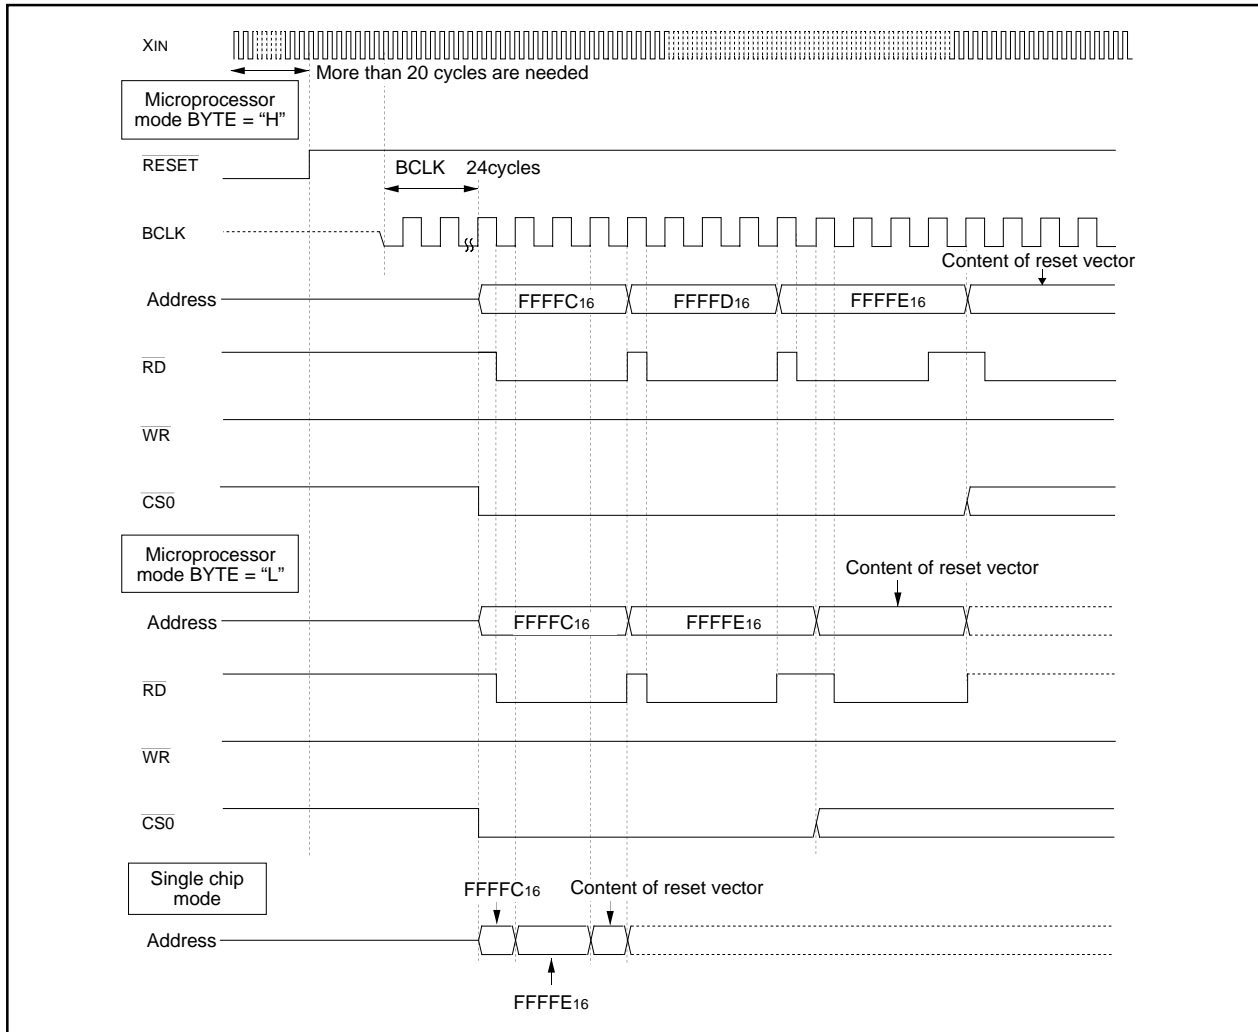 XIN
More than 20 cycles are needed
Microprocessor
mode BYTE = “H”
RESET
BCLK 24cycles
BCLK
Content of reset vector
Address
FFFFC16
FFFFD16
FFFFE16
RD
WR
CS0
Microprocessor
mode BYTE = “L”
Content of reset vector
Address
FFFFC16
FFFFE16
RD
WR
CS0
Single chip
mode
FFFFC16
Content of reset vector
Address
FFFFE16